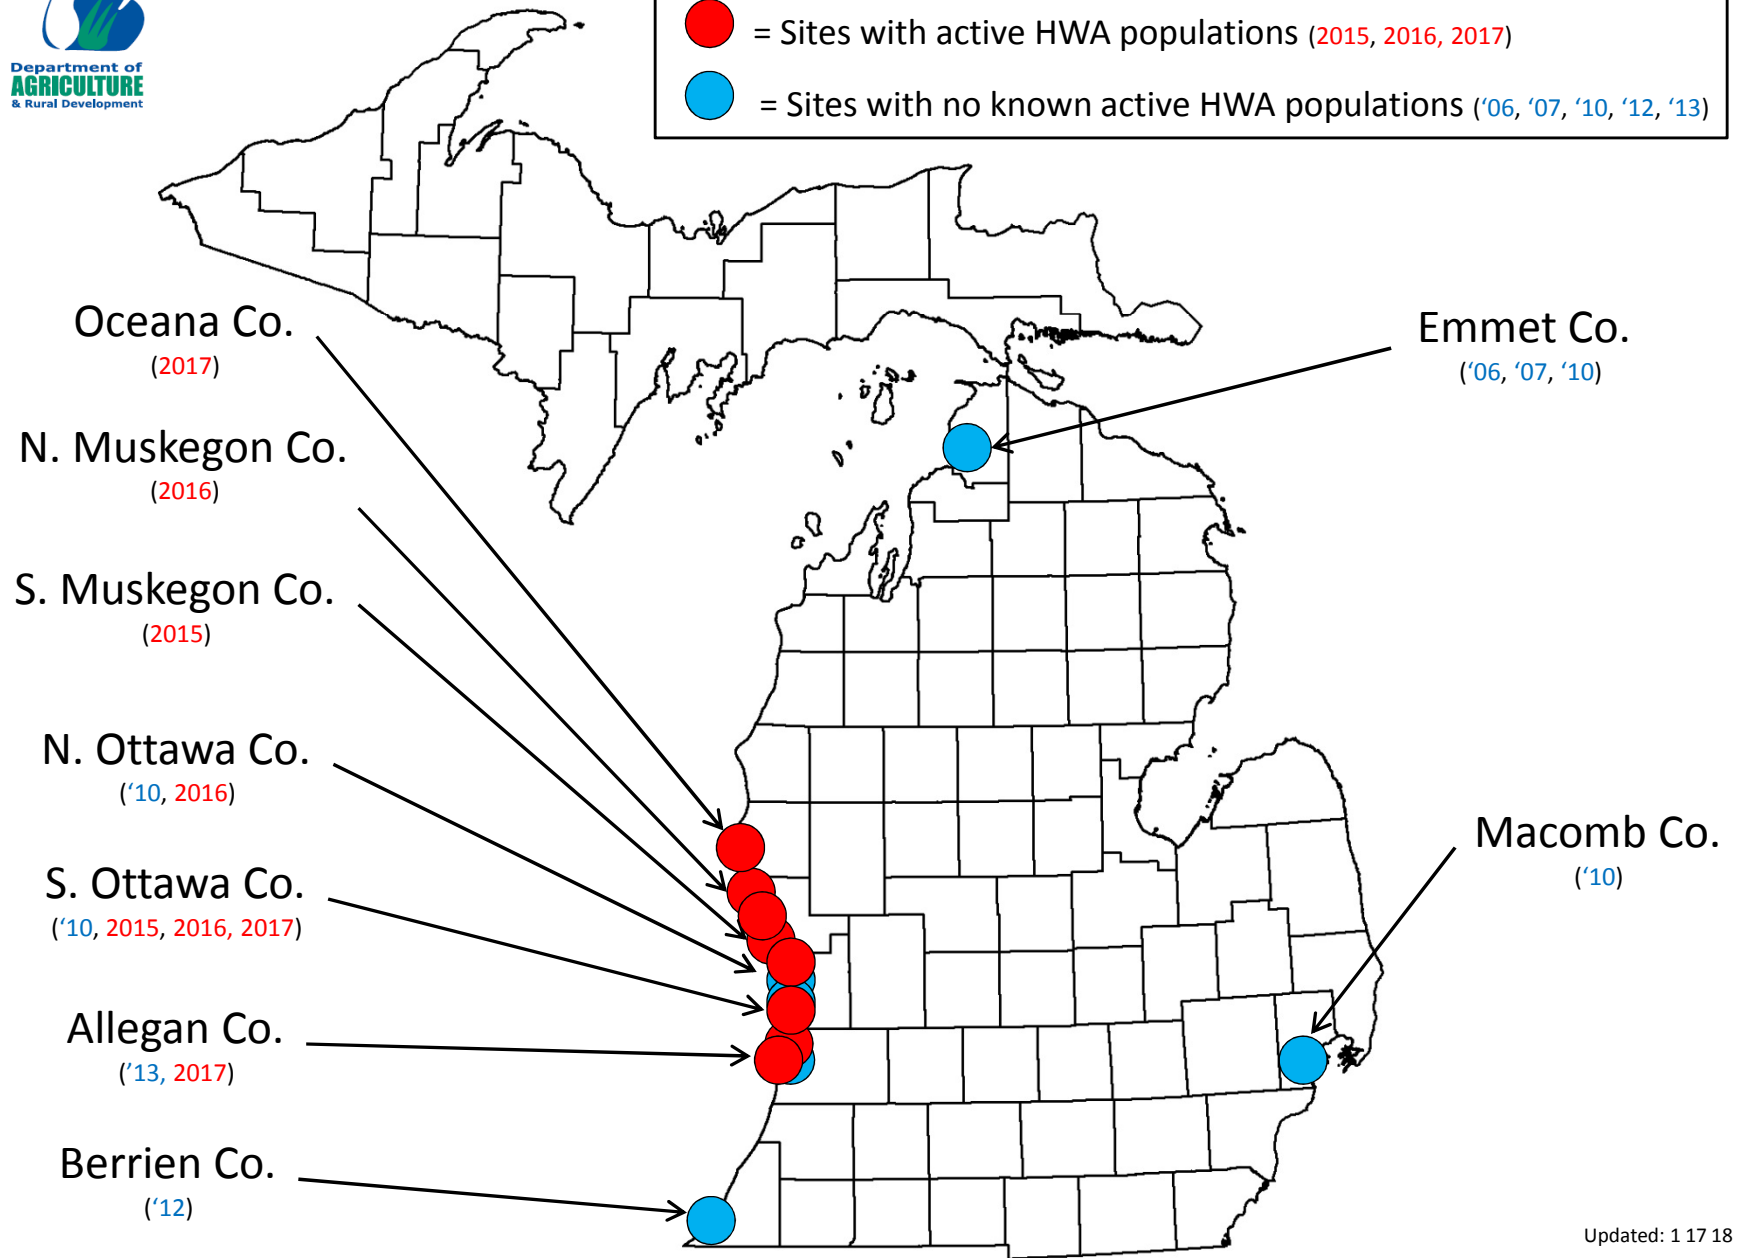 Department of
AGRICULTURE
& Rural Development
= Sites with active HWA populations (2015, 2016, 2017)
= Sites with no known active HWA populations (‘06, ‘07, ‘10, ‘12, ‘13)
Oceana Co.
(2017)
N. Muskegon Co.
(2016)
S. Muskegon Co.
(2015)
N. Ottawa Co.
(‘10, 2016)
S. Ottawa Co.
(‘10, 2015, 2016, 2017)
Allegan Co.
(’13, 2017)
Berrien Co.
(‘12)
Emmet Co.
(‘06, ‘07, ‘10)
Macomb Co.
(‘10)
Updated: 1 17 18